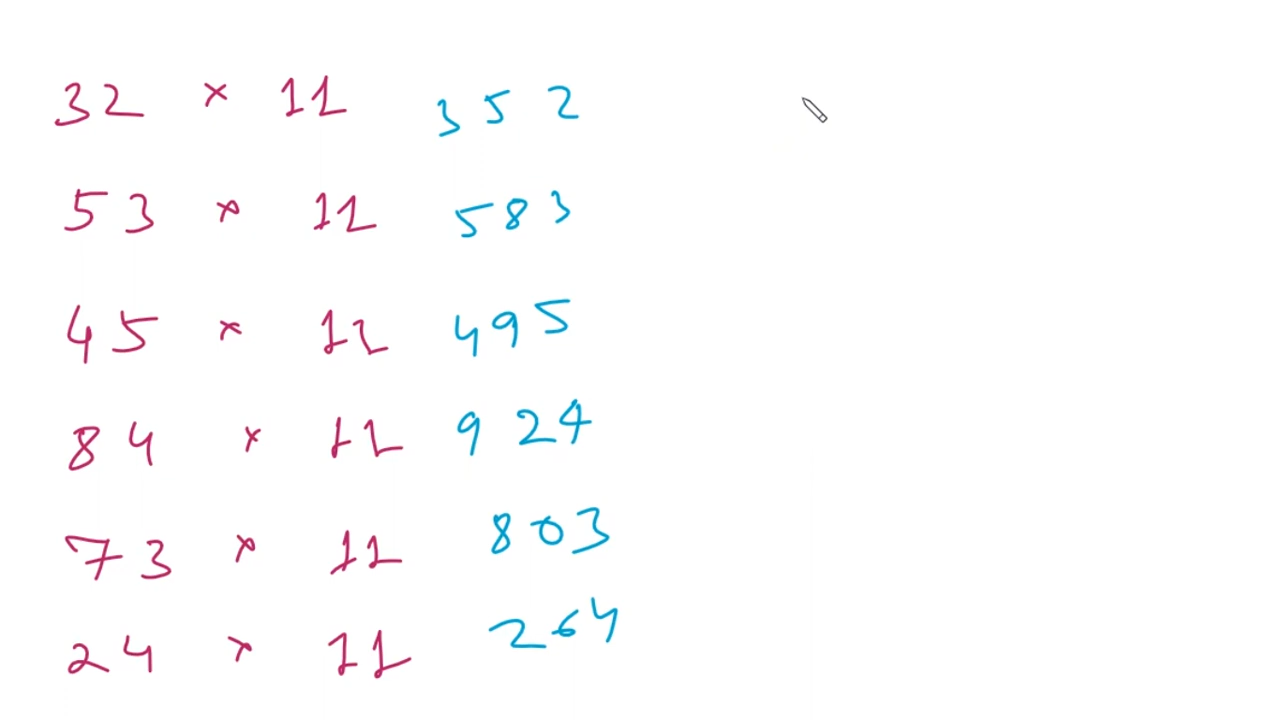 32 × 11 352
53 × 11 583
45 × 11 495
84 × 11 924
73 × 11 803
24 × 11 264